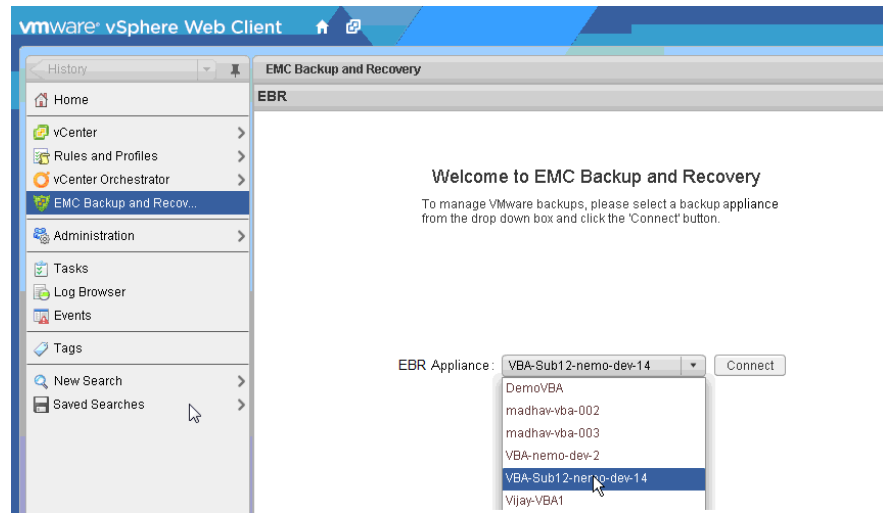 vmware® vSphere Web Client
History
Home
vCenter
Rules and Profiles
vCenter Orchestrator
EMC Backup and Recov...
Administration
Tasks
Log Browser
Events
Tags
New Search
Saved Searches
EMC Backup and Recovery
EBR
Welcome to EMC Backup and Recovery
To manage VMware backups, please select a backup appliance
from the drop down box and click the 'Connect' button.
EBR Appliance: VBA-Sub12-nemo-dev-14 Connect
DemoVBA
madhav-vba-002
madhav-vba-003
VBA-nemo-dev-2
VBA-Sub12-nemo-dev-14
Vijay-VBA1